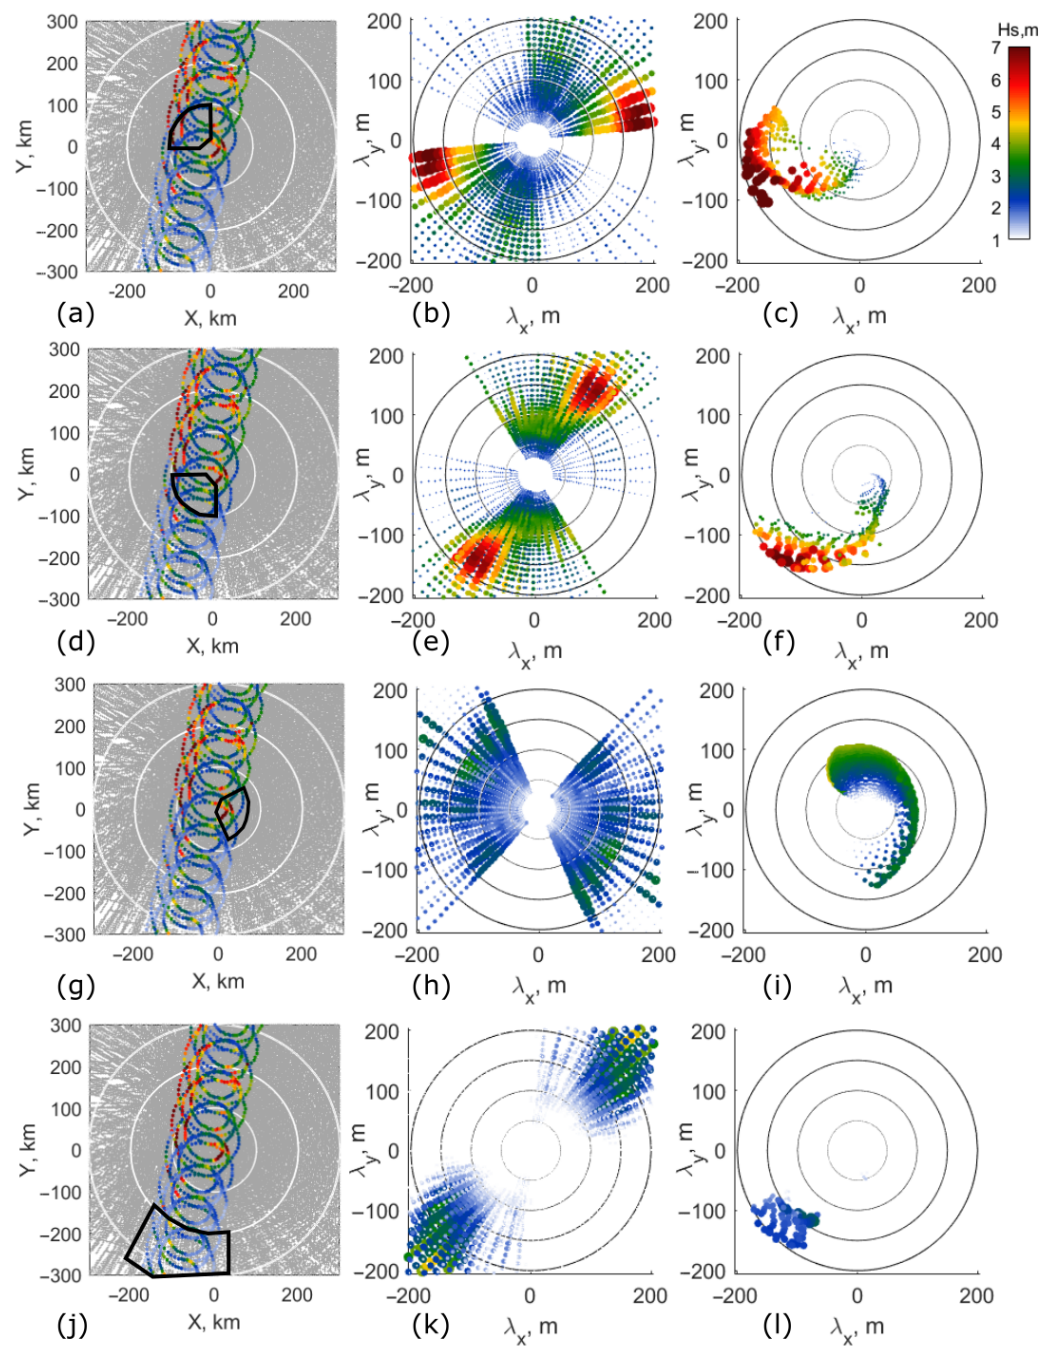 300
200
100
0
−100
−200
−300
Y, km
−200 0 200
X, km
(a)
200
100
0
−100
−200
λy, m
−200 0 200
λx, m
(b)
200
100
0
−100
−200
λy, m
−200 0 200
λx, m
(c)
Hs,m
7
6
5
4
3
2
1
300
200
100
0
−100
−200
−300
Y, km
−200 0 200
X, km
(d)
200
100
0
−100
−200
λy, m
−200 0 200
λx, m
(e)
200
100
0
−100
−200
λy, m
−200 0 200
λx, m
(f)
300
200
100
0
−100
−200
−300
Y, km
−200 0 200
X, km
(g)
200
100
0
−100
−200
λy, m
−200 0 200
λx, m
(h)
200
100
0
−100
−200
λy, m
−200 0 200
λx, m
(i)
300
200
100
0
−100
−200
−300
Y, km
−200 0 200
X, km
(j)
200
100
0
−100
−200
λy, m
−200 0 200
λx, m
(k)
200
100
0
−100
−200
λy, m
−200 0 200
λx, m
(l)